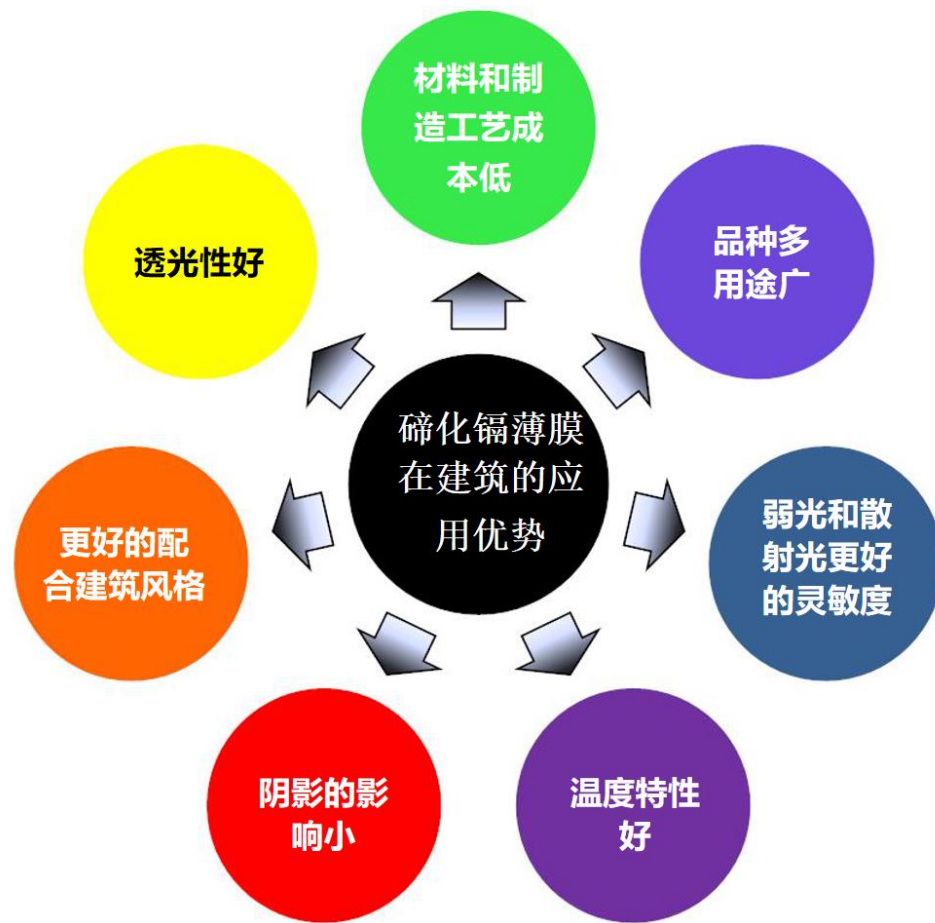 材料和制
造工艺成
本低
品种多
用途广
弱光和散
射光更好
的灵敏度
温度特性
好
阴影的影
响小
更好的配
合建筑风格
透光性好
碲化镉薄膜
在建筑的应
用优势